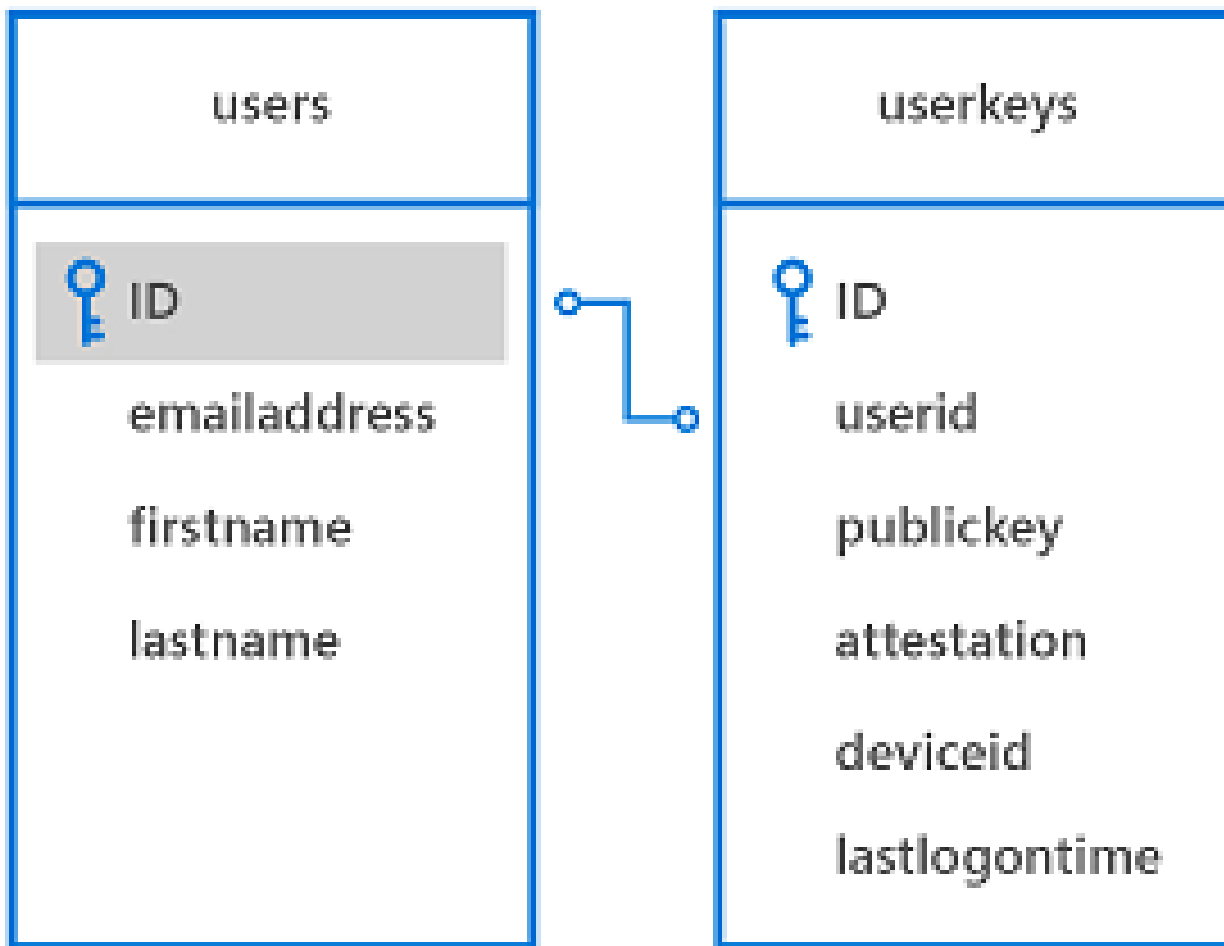 users
ID
emailaddress
firstname
lastname
userkeys
ID
userid
publickey
attestation
deviceid
lastlogontime